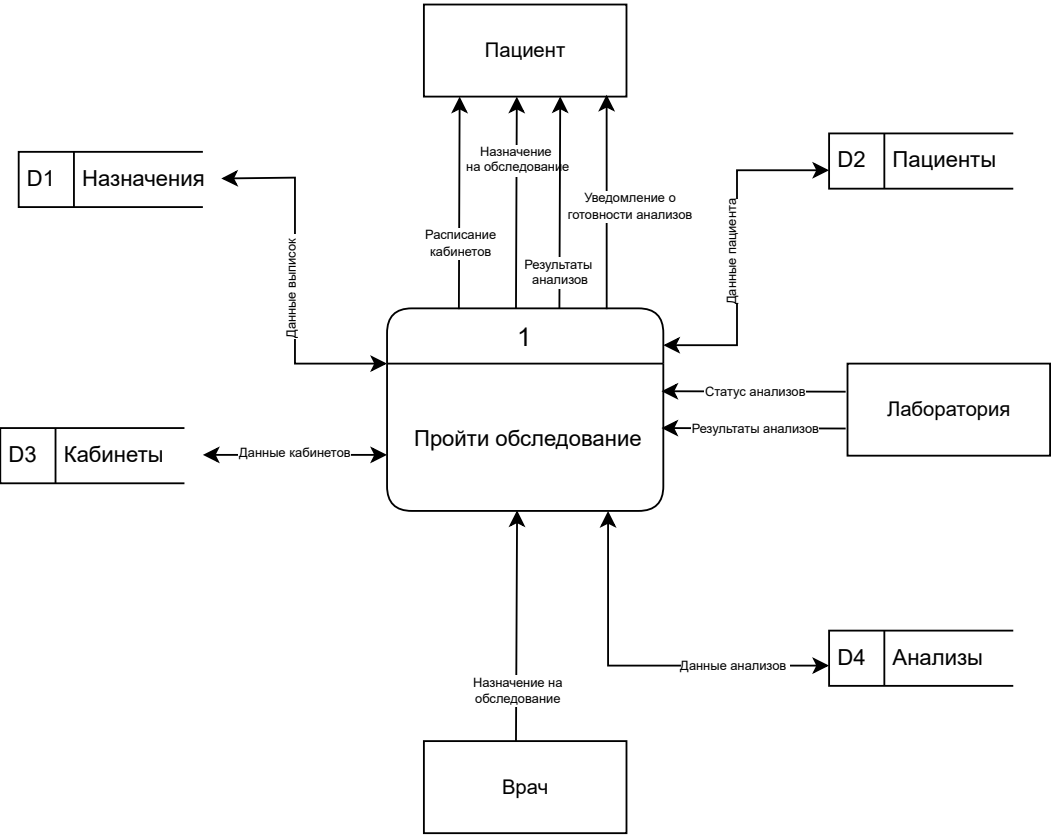 Пациент
D1
Назначения
D2
Пациенты
Назначение
на обследование
Уведомление о
готовности анализов
Расписание
кабинетов
Результаты
анализов
Данные выписок
Данные пациента
1
Пройти обследование
Статус анализов
Результаты анализов
Лаборатория
D3
Кабинеты
Данные кабинетов
Назначение на
обследование
Данные анализов
D4
Анализы
Врач